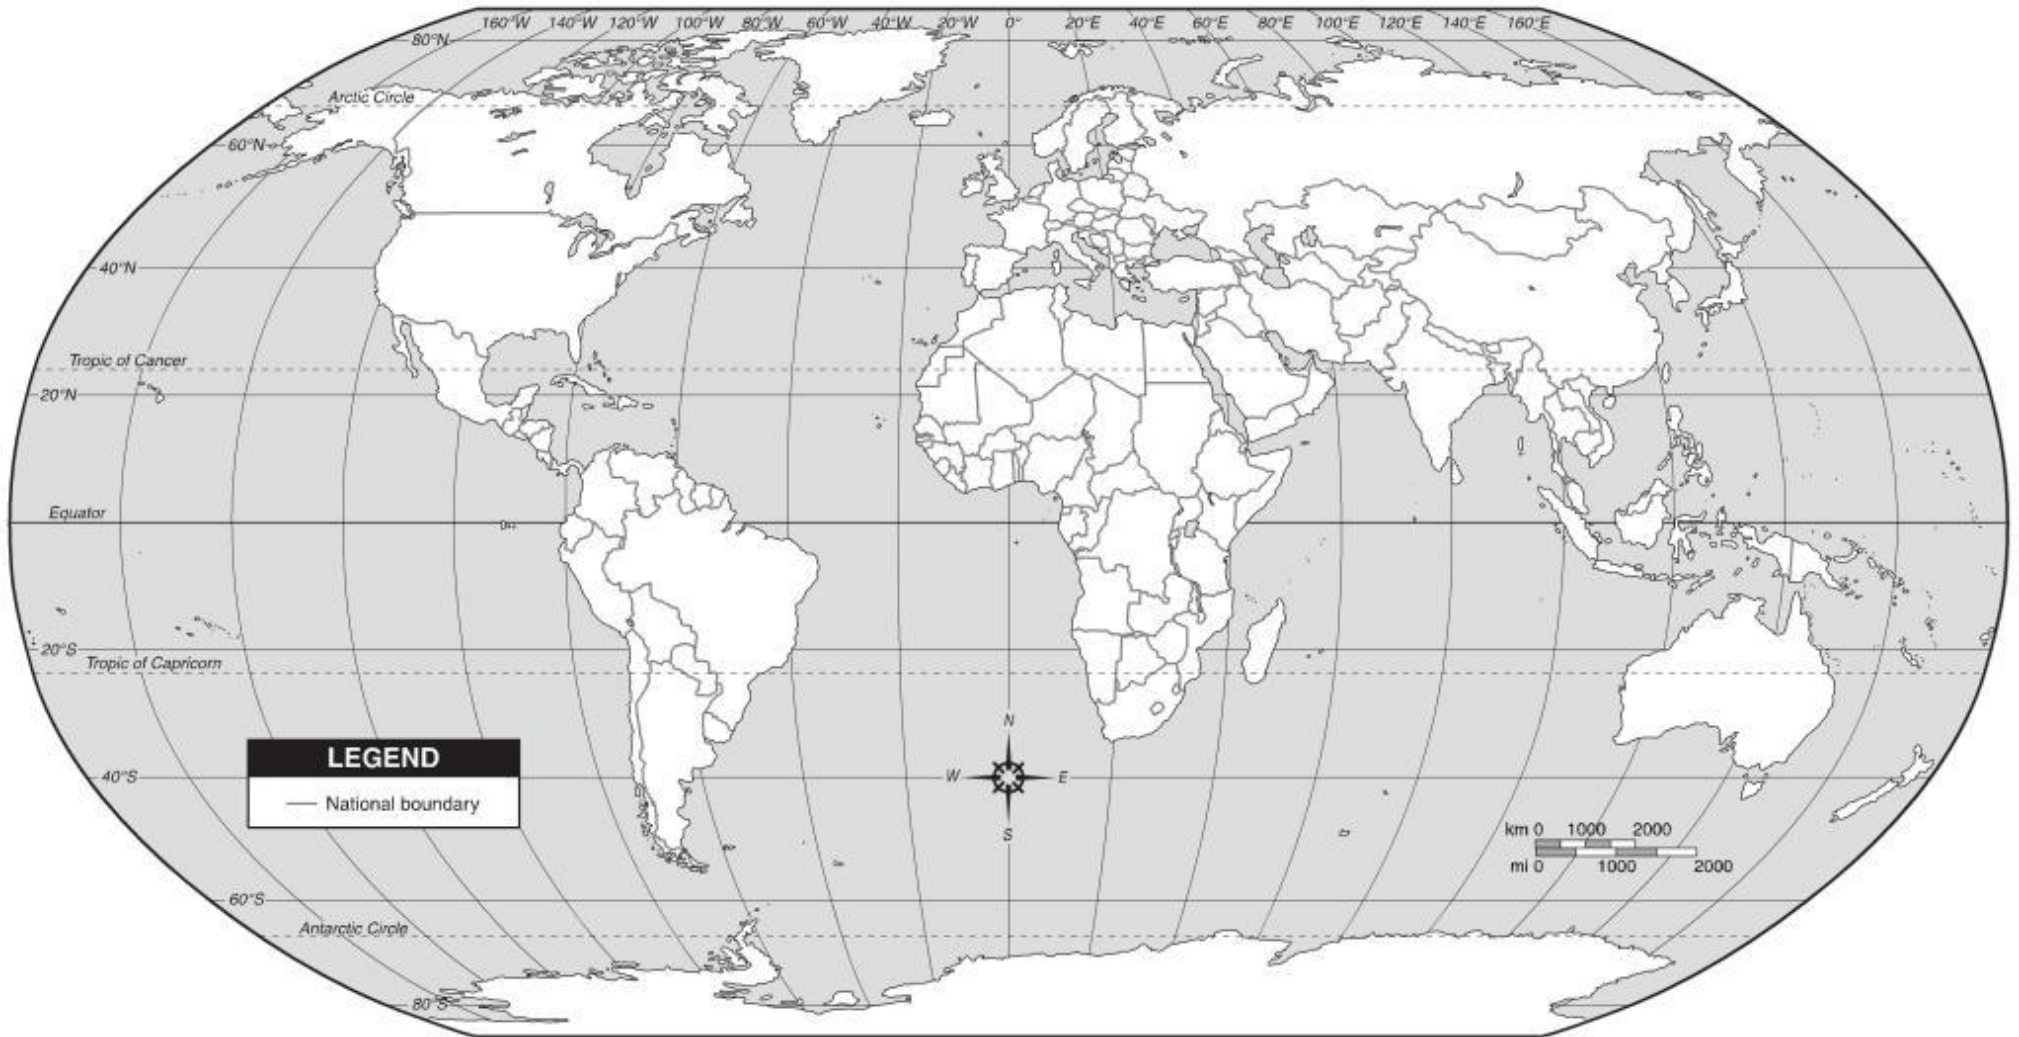 160°W 140°W 120°W 100°W 80°W 60°W 40°W 20°W 0° 20°E 40°E 60°E 80°E 100°E 120°E 140°E 160°E
80°N
Arctic Circle
60°N
40°N
Tropic of Cancer
20°N
Equator
20°S
Tropic of Capricorn
N
W E
S
LEGEND
National boundary
40°S
km 0 1000 2000
mi 0 1000 2000
60°S
Antarctic Circle
80°S